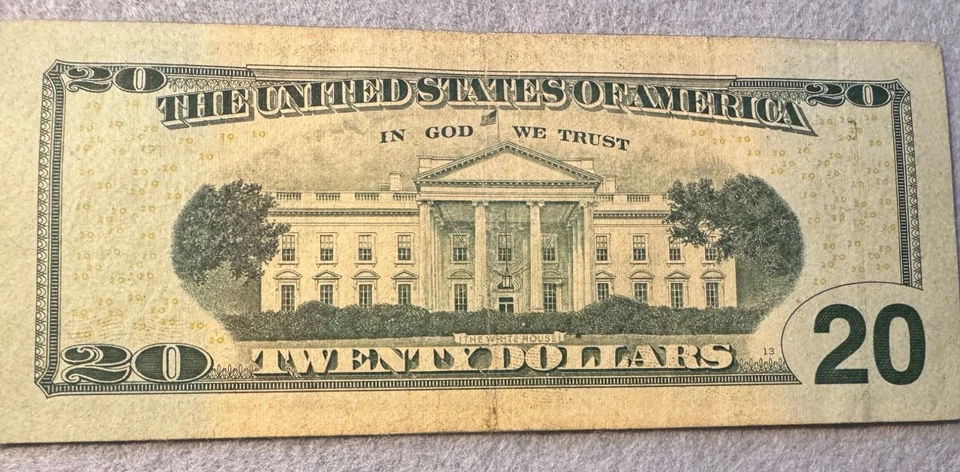 20 THE UNITED STATES OF AMERICA 20
IN GOD WE TRUST
THE WHITE HOUSE
20 TWENTY DOLLARS 13 20